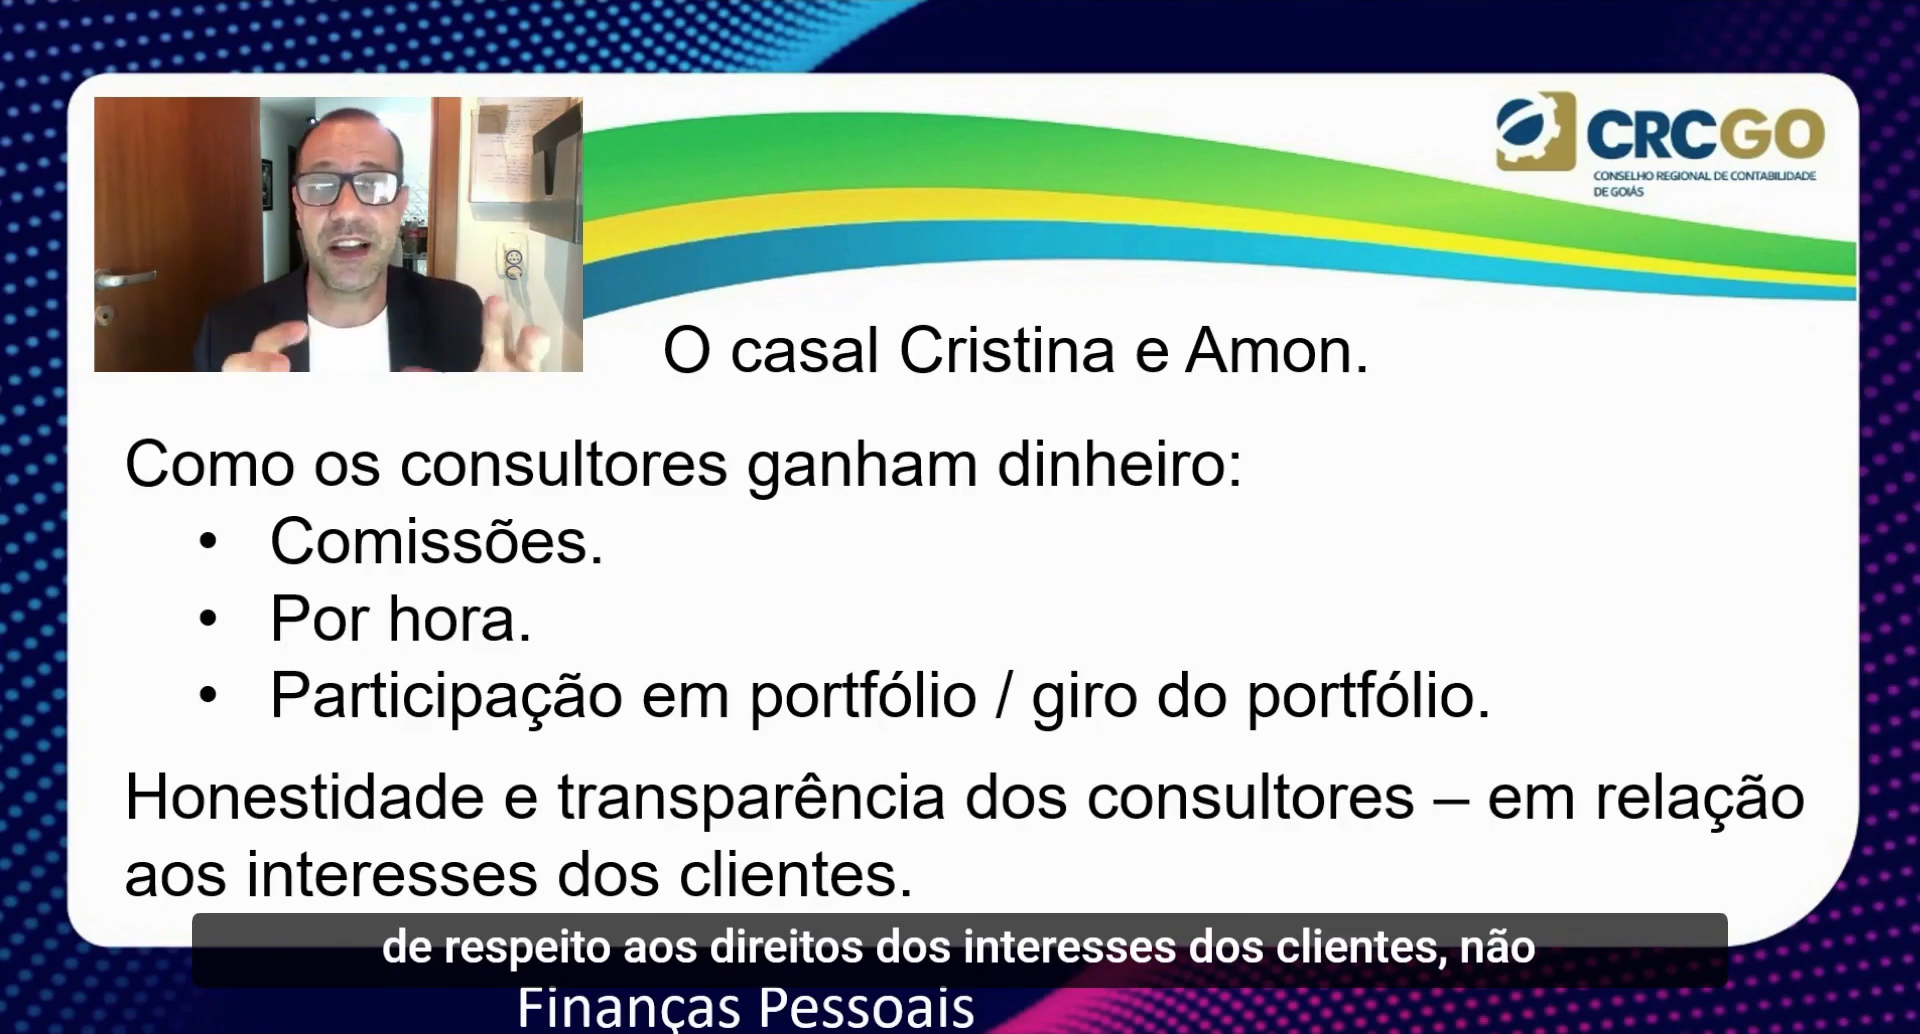 CRCGO
CONSELHO REGIONAL DE CONTABILIDADE
DE GOIÁS
O casal Cristina e Amon.
Como os consultores ganham dinheiro:
• Comissões.
• Por hora.
• Participação em portfólio / giro do portfólio.
Honestidade e transparência dos consultores – em relação
aos interesses dos clientes.
de respeito aos direitos dos interesses dos clientes, não
Finanças Pessoais